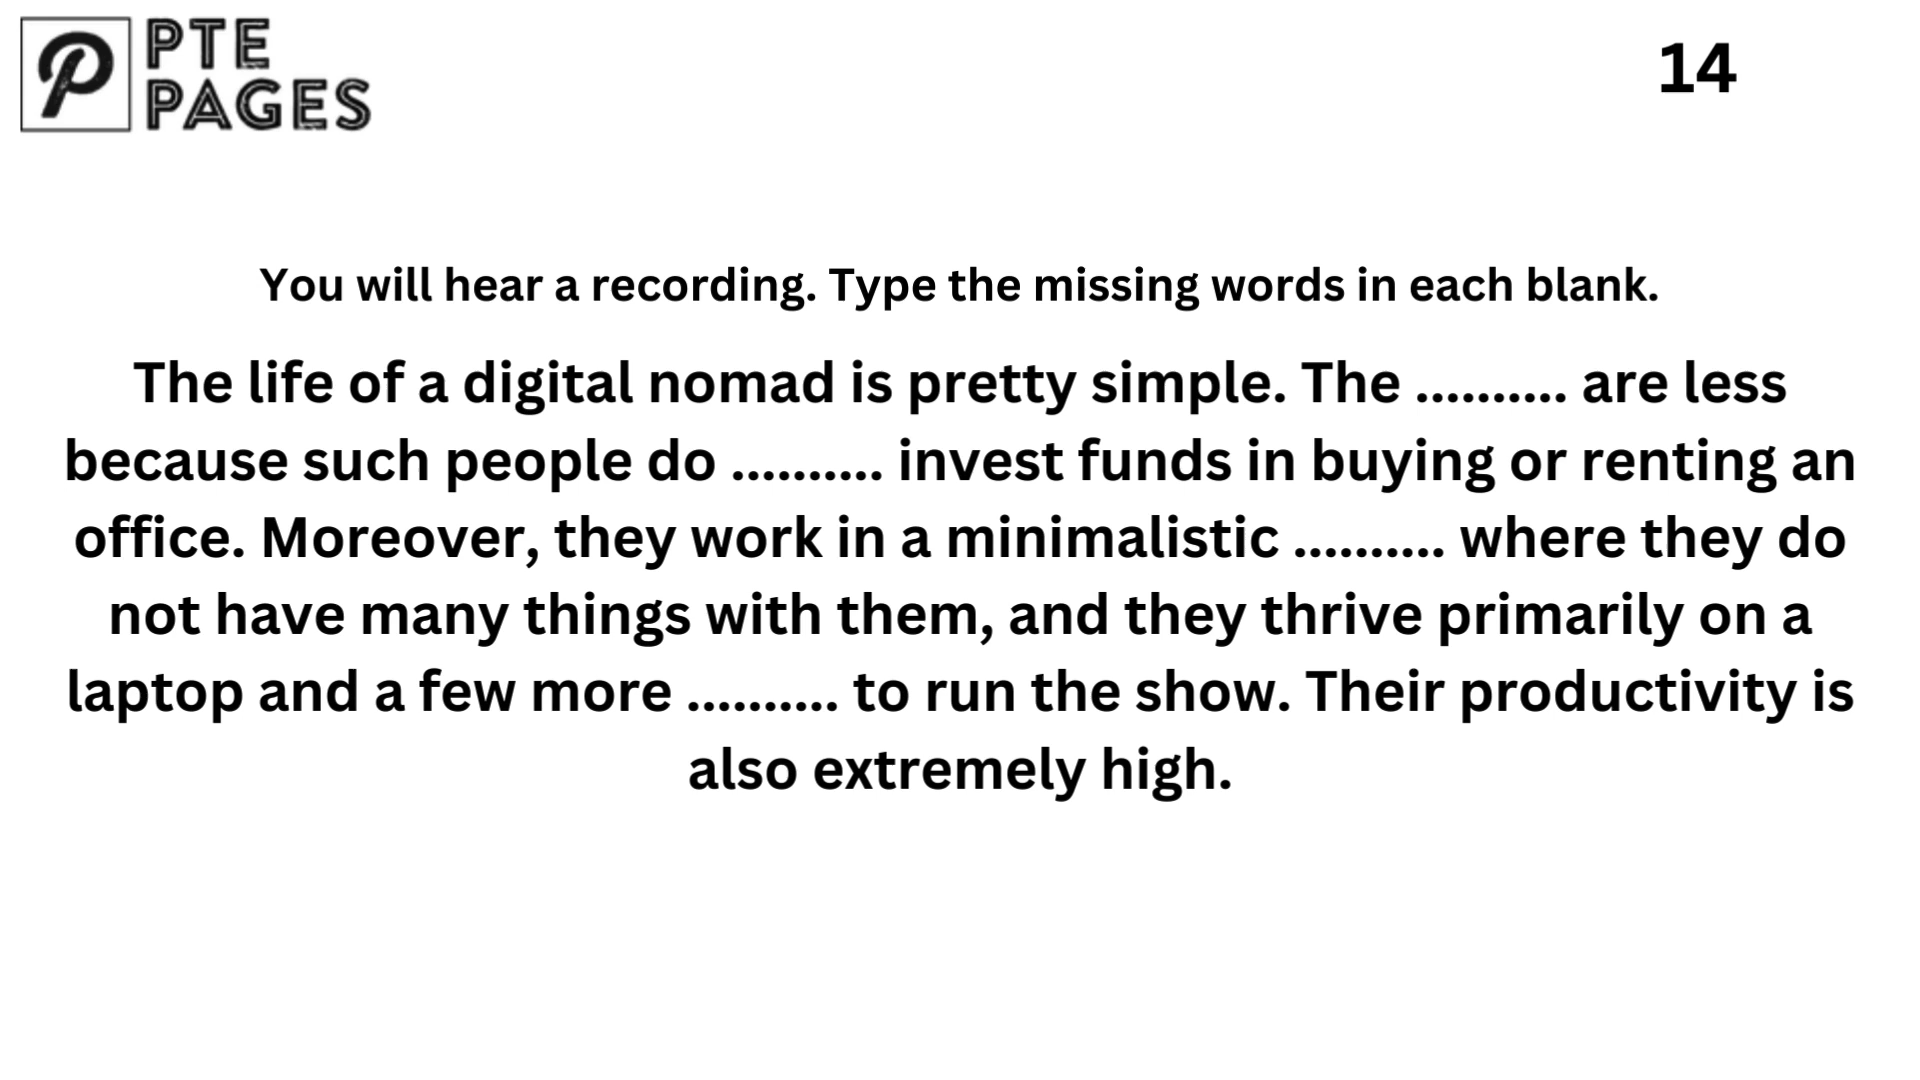 PTE
PAGES
14
You will hear a recording. Type the missing words in each blank.
The life of a digital nomad is pretty simple. The .......... are less
because such people do .......... invest funds in buying or renting an
office. Moreover, they work in a minimalistic .......... where they do
not have many things with them, and they thrive primarily on a
laptop and a few more .......... to run the show. Their productivity is
also extremely high.